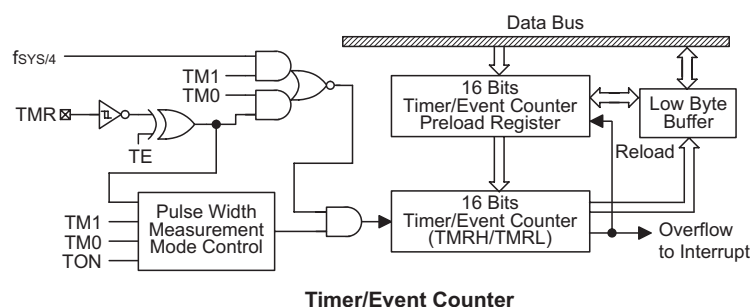 Data Bus
fSYS/4
TM1
TM0
TMR
TE
16 Bits
Timer/Event Counter
Preload Register
Low Byte
Buffer
Reload
TM1
TM0
TON
Pulse Width
Measurement
Mode Control
16 Bits
Timer/Event Counter
(TMRH/TMRL)
Overflow
to Interrupt
Timer/Event Counter